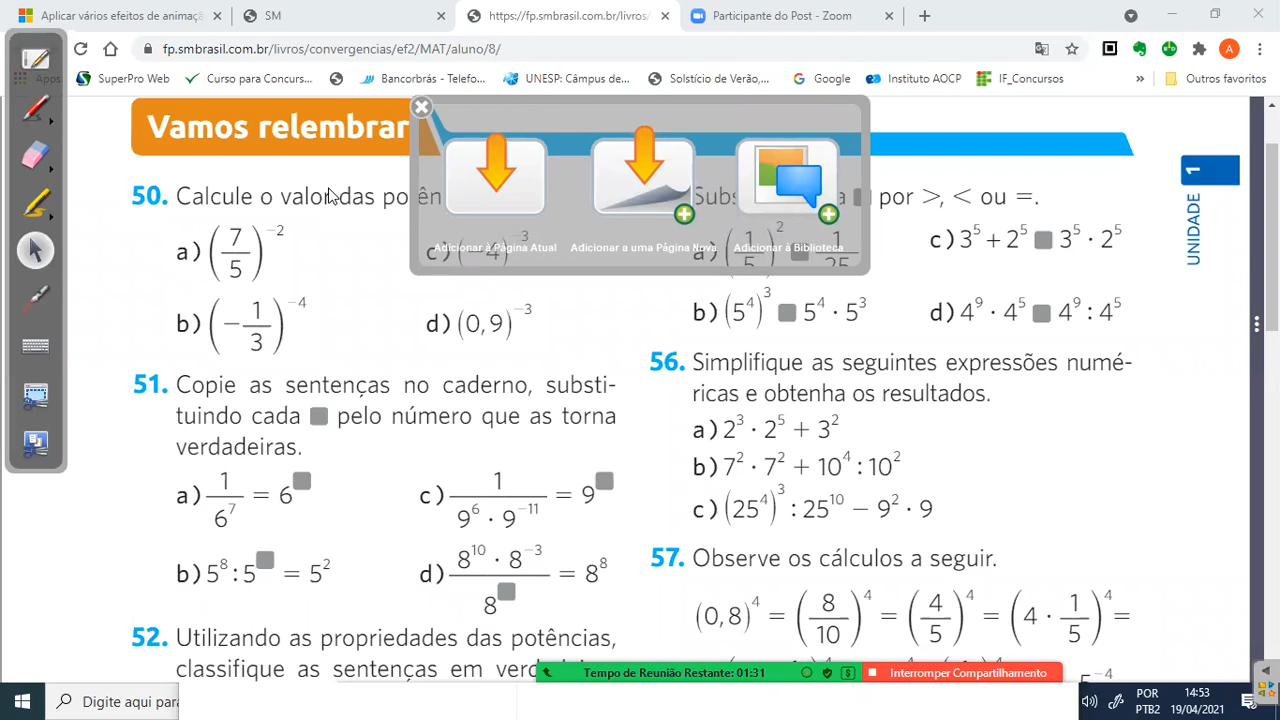 Aplicar vários efeitos de animaçã
SM
https://fp.smbrasil.com.br/livros/
Participante do Post - Zoom
fp.smbrasil.com.br/livros/convergencias/ef2/MAT/aluno/8/
A
Apps
SuperPro Web
Curso para Concurs...
Bancorbrás - Telefo...
UNESP: Câmpus de...
Solstício de Verão,...
Google
Instituto AOCP
IF_Concursos
»
Outros favoritos
Vamos relembrar
Adicionar à Página Atual
Adicionar a uma Página Nova
Adicionar à Biblioteca
UNIDADE 1
50. Calcule o valor das potên
a) (7/5)^-2
c) (-4)^-3
b) (-1/3)^-4
d) (0,9)^-3
51. Copie as sentenças no caderno, substi-
tuindo cada ■ pelo número que as torna
verdadeiras.
a) 1/6^7 = 6^■
c) 1/(9^6 · 9^-11) = 9^■
b) 5^8 : 5^■ = 5^2
d) (8^10 · 8^-3)/8^■ = 8^8
52. Utilizando as propriedades das potências,
classifique as sentenças em verd
Subs
■ por >, < ou =.
a) (1/5)^2 ■ 1/25
c) 3^5 + 2^5 ■ 3^5 · 2^5
b) (5^4)^3 ■ 5^4 · 5^3
d) 4^9 · 4^5 ■ 4^9 : 4^5
56. Simplifique as seguintes expressões numé-
ricas e obtenha os resultados.
a) 2^3 · 2^5 + 3^2
b) 7^2 · 7^2 + 10^4 : 10^2
c) (25^4)^3 : 25^10 − 9^2 · 9
57. Observe os cálculos a seguir.
(0,8)^4 = (8/10)^4 = (4/5)^4 = (4 · 1/5)^4 =
Tempo de Reunião Restante: 01:31
Interromper Compartilhamento
Digite aqui para
POR
PTB2
14:53
19/04/2021